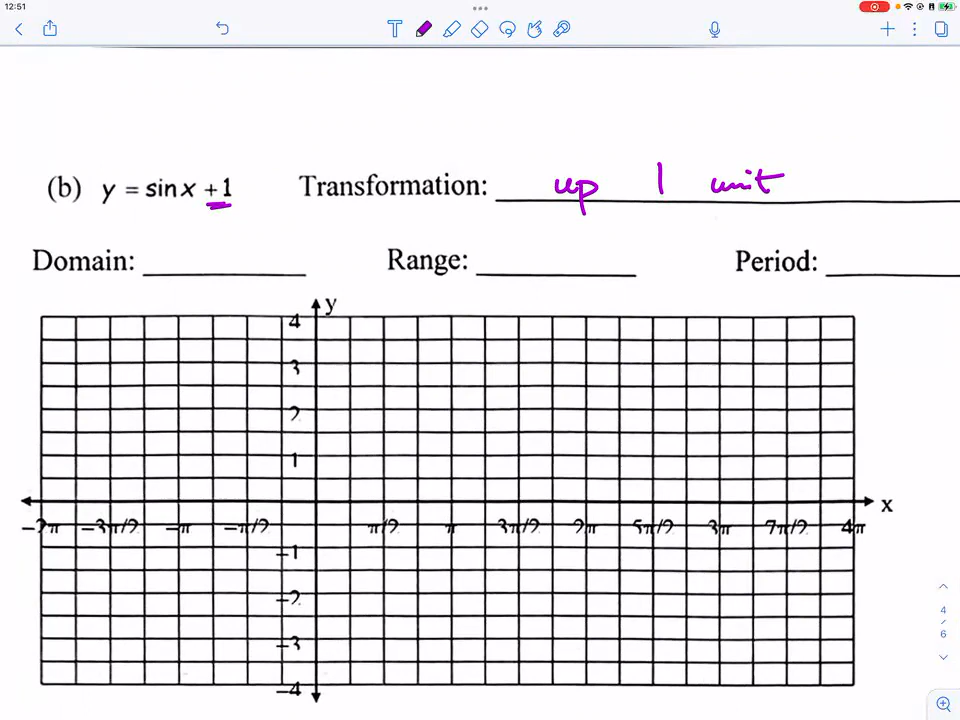 12:51
(b) y = sin x +1 Transformation: up 1 unit
Domain: Range: Period:
y
4
3
2
1
x
-2π -3π/2 -π -π/2 π/2 π 3π/2 2π 5π/2 3π 7π/2 4π
-1
-2
-3
-4
4
/
6